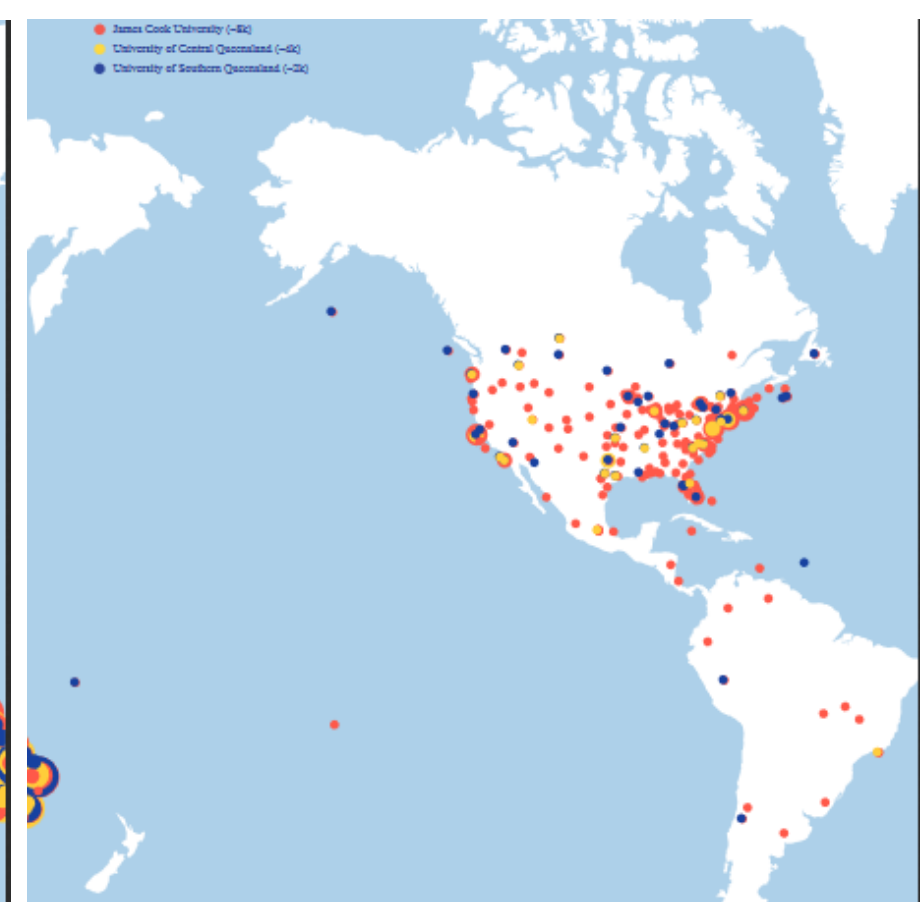 James Cook University (~8k)
University of Central Queensland (~4k)
University of Southern Queensland (~2k)